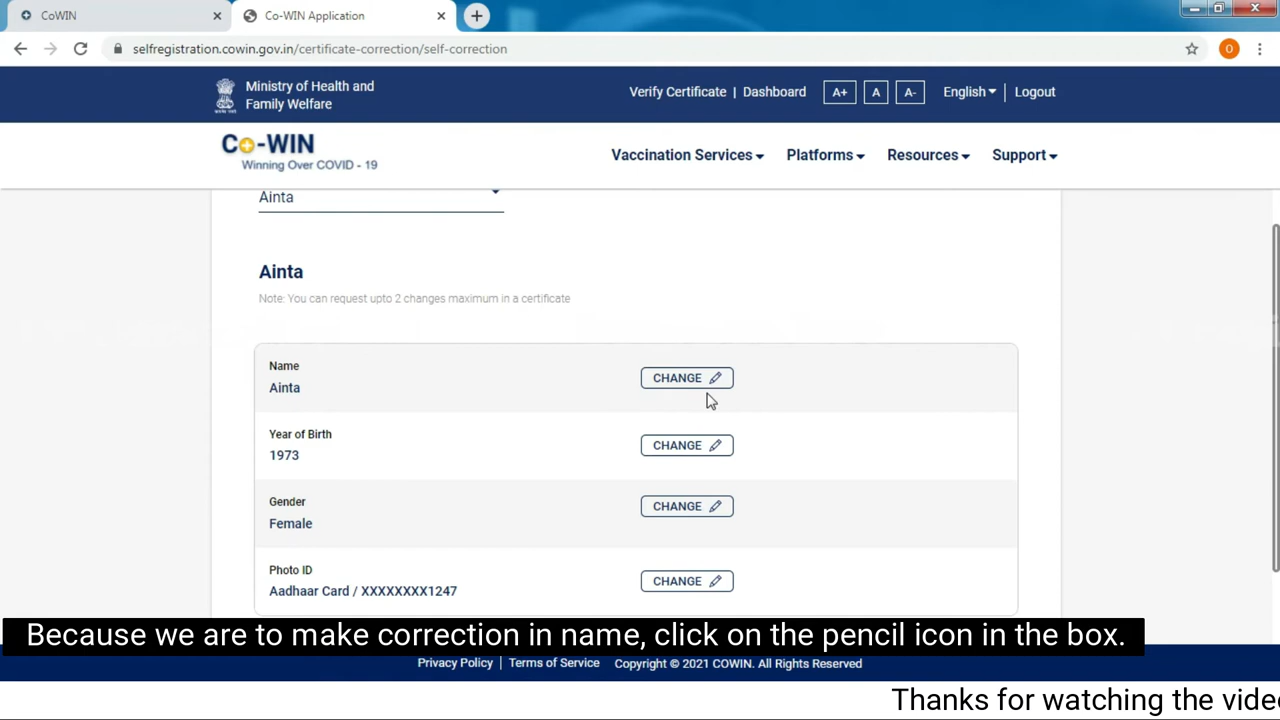 CoWIN
Co-WIN Application
selfregistration.cowin.gov.in/certificate-correction/self-correction
O
Ministry of Health and
Family Welfare
Verify Certificate | Dashboard
A+
A
A-
English
Logout
Co-WIN
Winning Over COVID - 19
Vaccination Services
Platforms
Resources
Support
Ainta
Ainta
Note: You can request upto 2 changes maximum in a certificate
Name
Ainta
CHANGE
Year of Birth
1973
CHANGE
Gender
Female
CHANGE
Photo ID
Aadhaar Card / XXXXXXXX1247
CHANGE
Because we are to make correction in name, click on the pencil icon in the box.
Privacy Policy | Terms of Service Copyright © 2021 COWIN. All Rights Reserved
Thanks for watching the vide